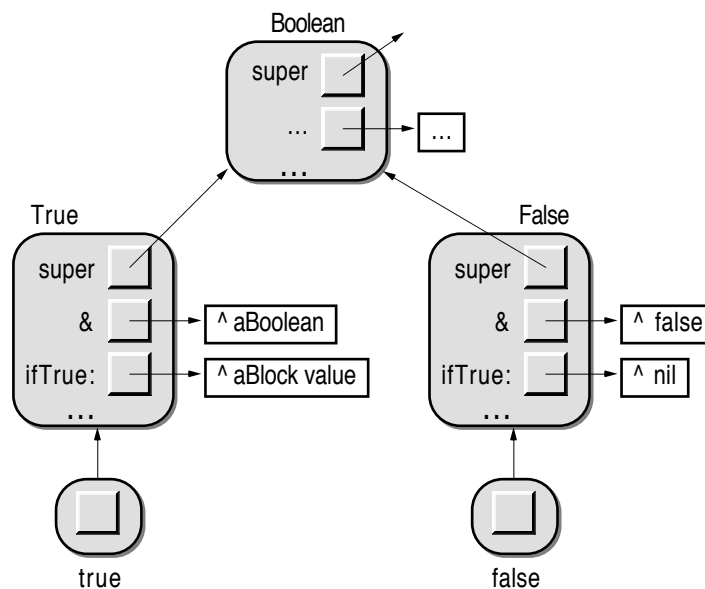 Boolean
super
...
...
...
True
super
&
^ aBoolean
ifTrue:
^ aBlock value
...
true
False
super
&
^ false
ifTrue:
^ nil
...
false